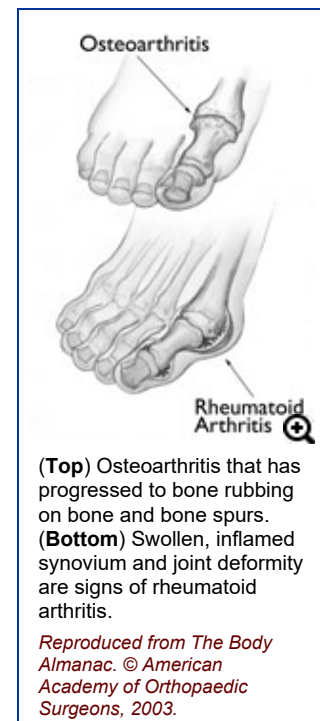 Osteoarthritis
Rheumatoid
Arthritis
(Top) Osteoarthritis that has
progressed to bone rubbing
on bone and bone spurs.
(Bottom) Swollen, inflamed
synovium and joint deformity
are signs of rheumatoid
arthritis.
Reproduced from The Body
Almanac. © American
Academy of Orthopaedic
Surgeons, 2003.